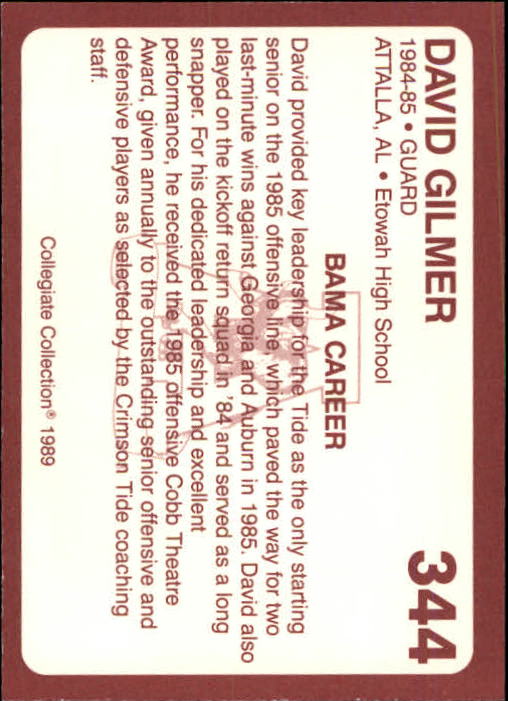 DAVID GILMER 344
1984-85 • GUARD
ATTALLA, AL • Etowah High School
BAMA CAREER
David provided key leadership for the Tide as the only starting
senior on the 1985 offensive line, which paved the way for two
last-minute wins against Georgia and Auburn in 1985. David also
played on the kickoff return squad in '84 and served as a long
snapper. For his dedicated leadership and excellent
performance, he received the 1985 offensive Cobb Theatre
Award, given annually to the outstanding senior offensive and
defensive players as selected by the Crimson Tide coaching
staff.
Collegiate Collection® 1989